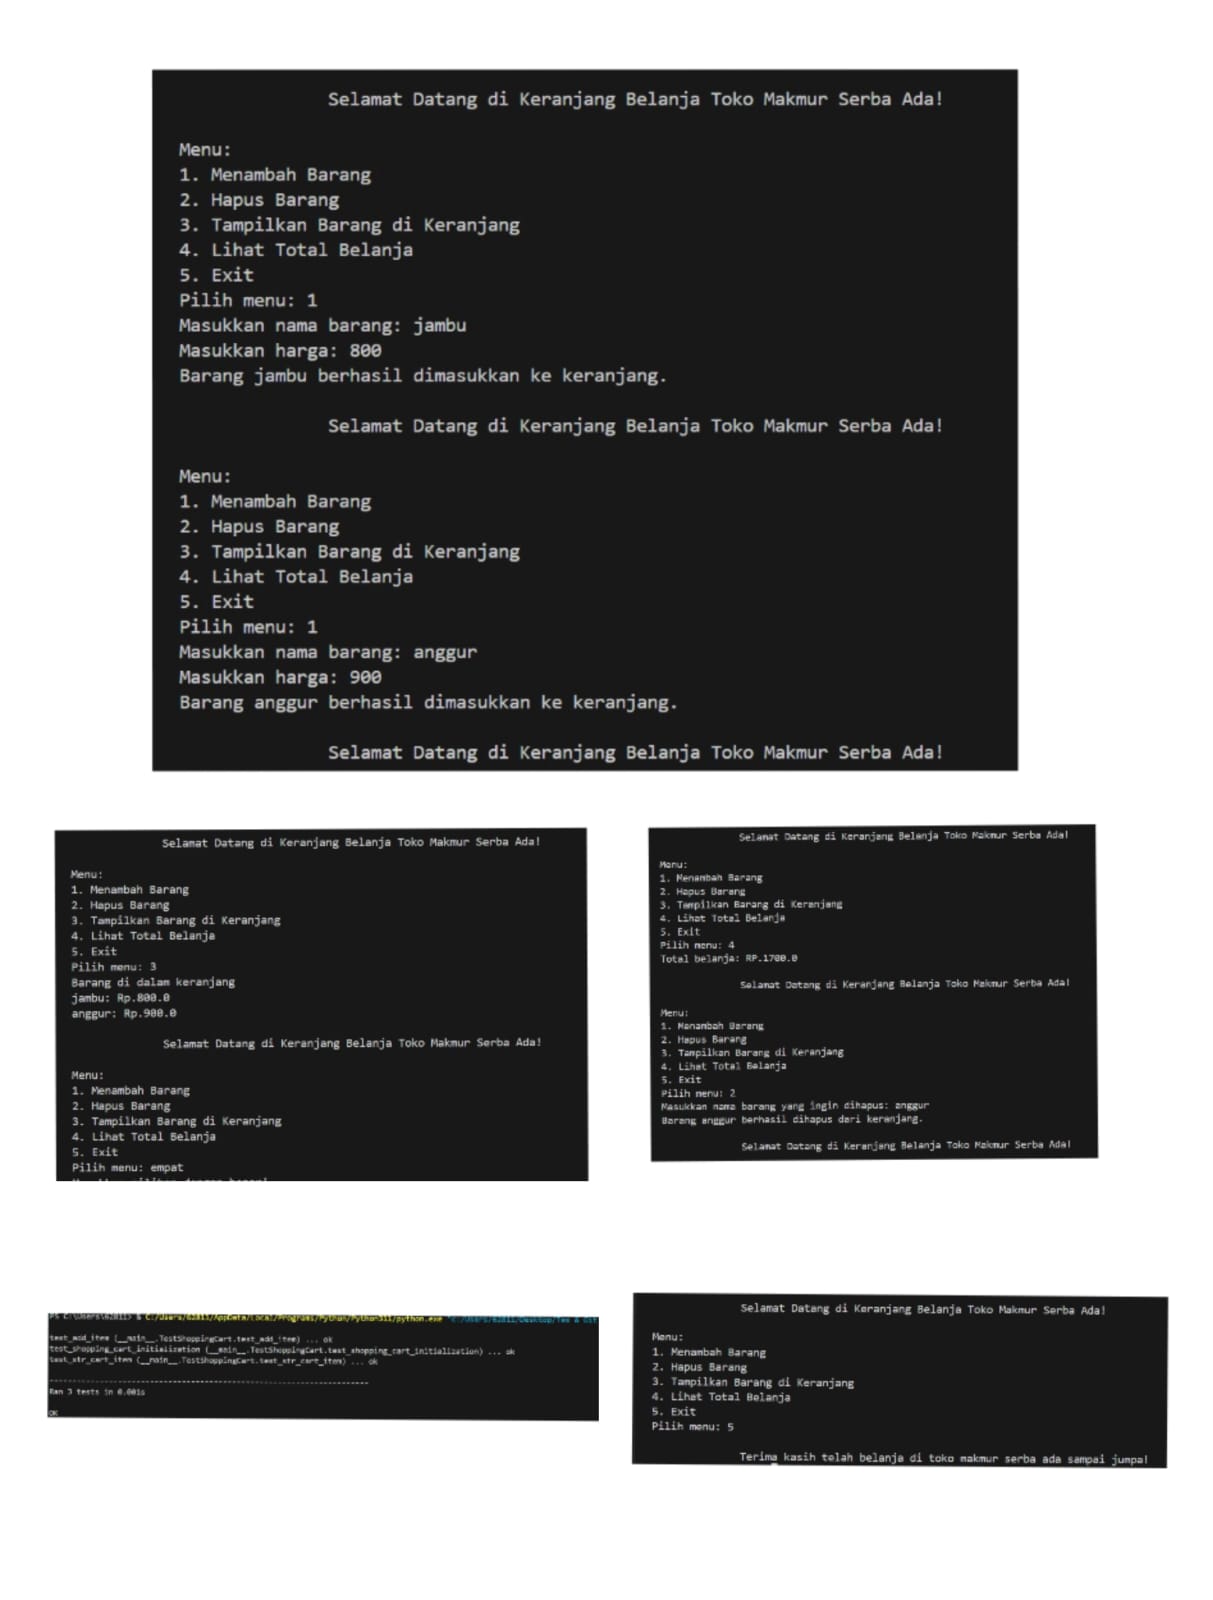 Selamat Datang di Keranjang Belanja Toko Makmur Serba Ada!
Menu:
1. Menambah Barang
2. Hapus Barang
3. Tampilkan Barang di Keranjang
4. Lihat Total Belanja
5. Exit
Pilih menu: 1
Masukkan nama barang: jambu
Masukkan harga: 800
Barang jambu berhasil dimasukkan ke keranjang.
Selamat Datang di Keranjang Belanja Toko Makmur Serba Ada!
Menu:
1. Menambah Barang
2. Hapus Barang
3. Tampilkan Barang di Keranjang
4. Lihat Total Belanja
5. Exit
Pilih menu: 1
Masukkan nama barang: anggur
Masukkan harga: 900
Barang anggur berhasil dimasukkan ke keranjang.
Selamat Datang di Keranjang Belanja Toko Makmur Serba Ada!
Selamat Datang di Keranjang Belanja Toko Makmur Serba Ada!
Menu:
1. Menambah Barang
2. Hapus Barang
3. Tampilkan Barang di Keranjang
4. Lihat Total Belanja
5. Exit
Pilih menu: 3
Barang di dalam keranjang
jambu: Rp.800.0
anggur: Rp.900.0
Selamat Datang di Keranjang Belanja Toko Makmur Serba Ada!
Menu:
1. Menambah Barang
2. Hapus Barang
3. Tampilkan Barang di Keranjang
4. Lihat Total Belanja
5. Exit
Pilih menu: empat
Selamat Datang di Keranjang Belanja Toko Makmur Serba Ada!
Menu:
1. Menambah Barang
2. Hapus Barang
3. Tampilkan Barang di Keranjang
4. Lihat Total Belanja
5. Exit
Pilih menu: 4
Total belanja: RP.1700.0
Selamat Datang di Keranjang Belanja Toko Makmur Serba Ada!
Menu:
1. Menambah Barang
2. Hapus Barang
3. Tampilkan Barang di Keranjang
4. Lihat Total Belanja
5. Exit
Pilih menu: 2
Masukkan nama barang yang ingin dihapus: anggur
Barang anggur berhasil dihapus dari keranjang.
Selamat Datang di Keranjang Belanja Toko Makmur Serba Ada!
PS C:\Users\62811> & C:/Users/62811/AppData/Local/Programs/Python/Python311/python.exe "c:/Users/62811/Desktop/Tes & Git
test_add_item (__main__.TestShoppingCart.test_add_item) ... ok
test_shopping_cart_initialization (__main__.TestShoppingCart.test_shopping_cart_initialization) ... ok
test_str_cart_item (__main__.TestShoppingCart.test_str_cart_item) ... ok
----------------------------------------------------------------------
Ran 3 tests in 0.001s
OK
Selamat Datang di Keranjang Belanja Toko Makmur Serba Ada!
Menu:
1. Menambah Barang
2. Hapus Barang
3. Tampilkan Barang di Keranjang
4. Lihat Total Belanja
5. Exit
Pilih menu: 5
Terima kasih telah belanja di toko makmur serba ada sampai jumpa!